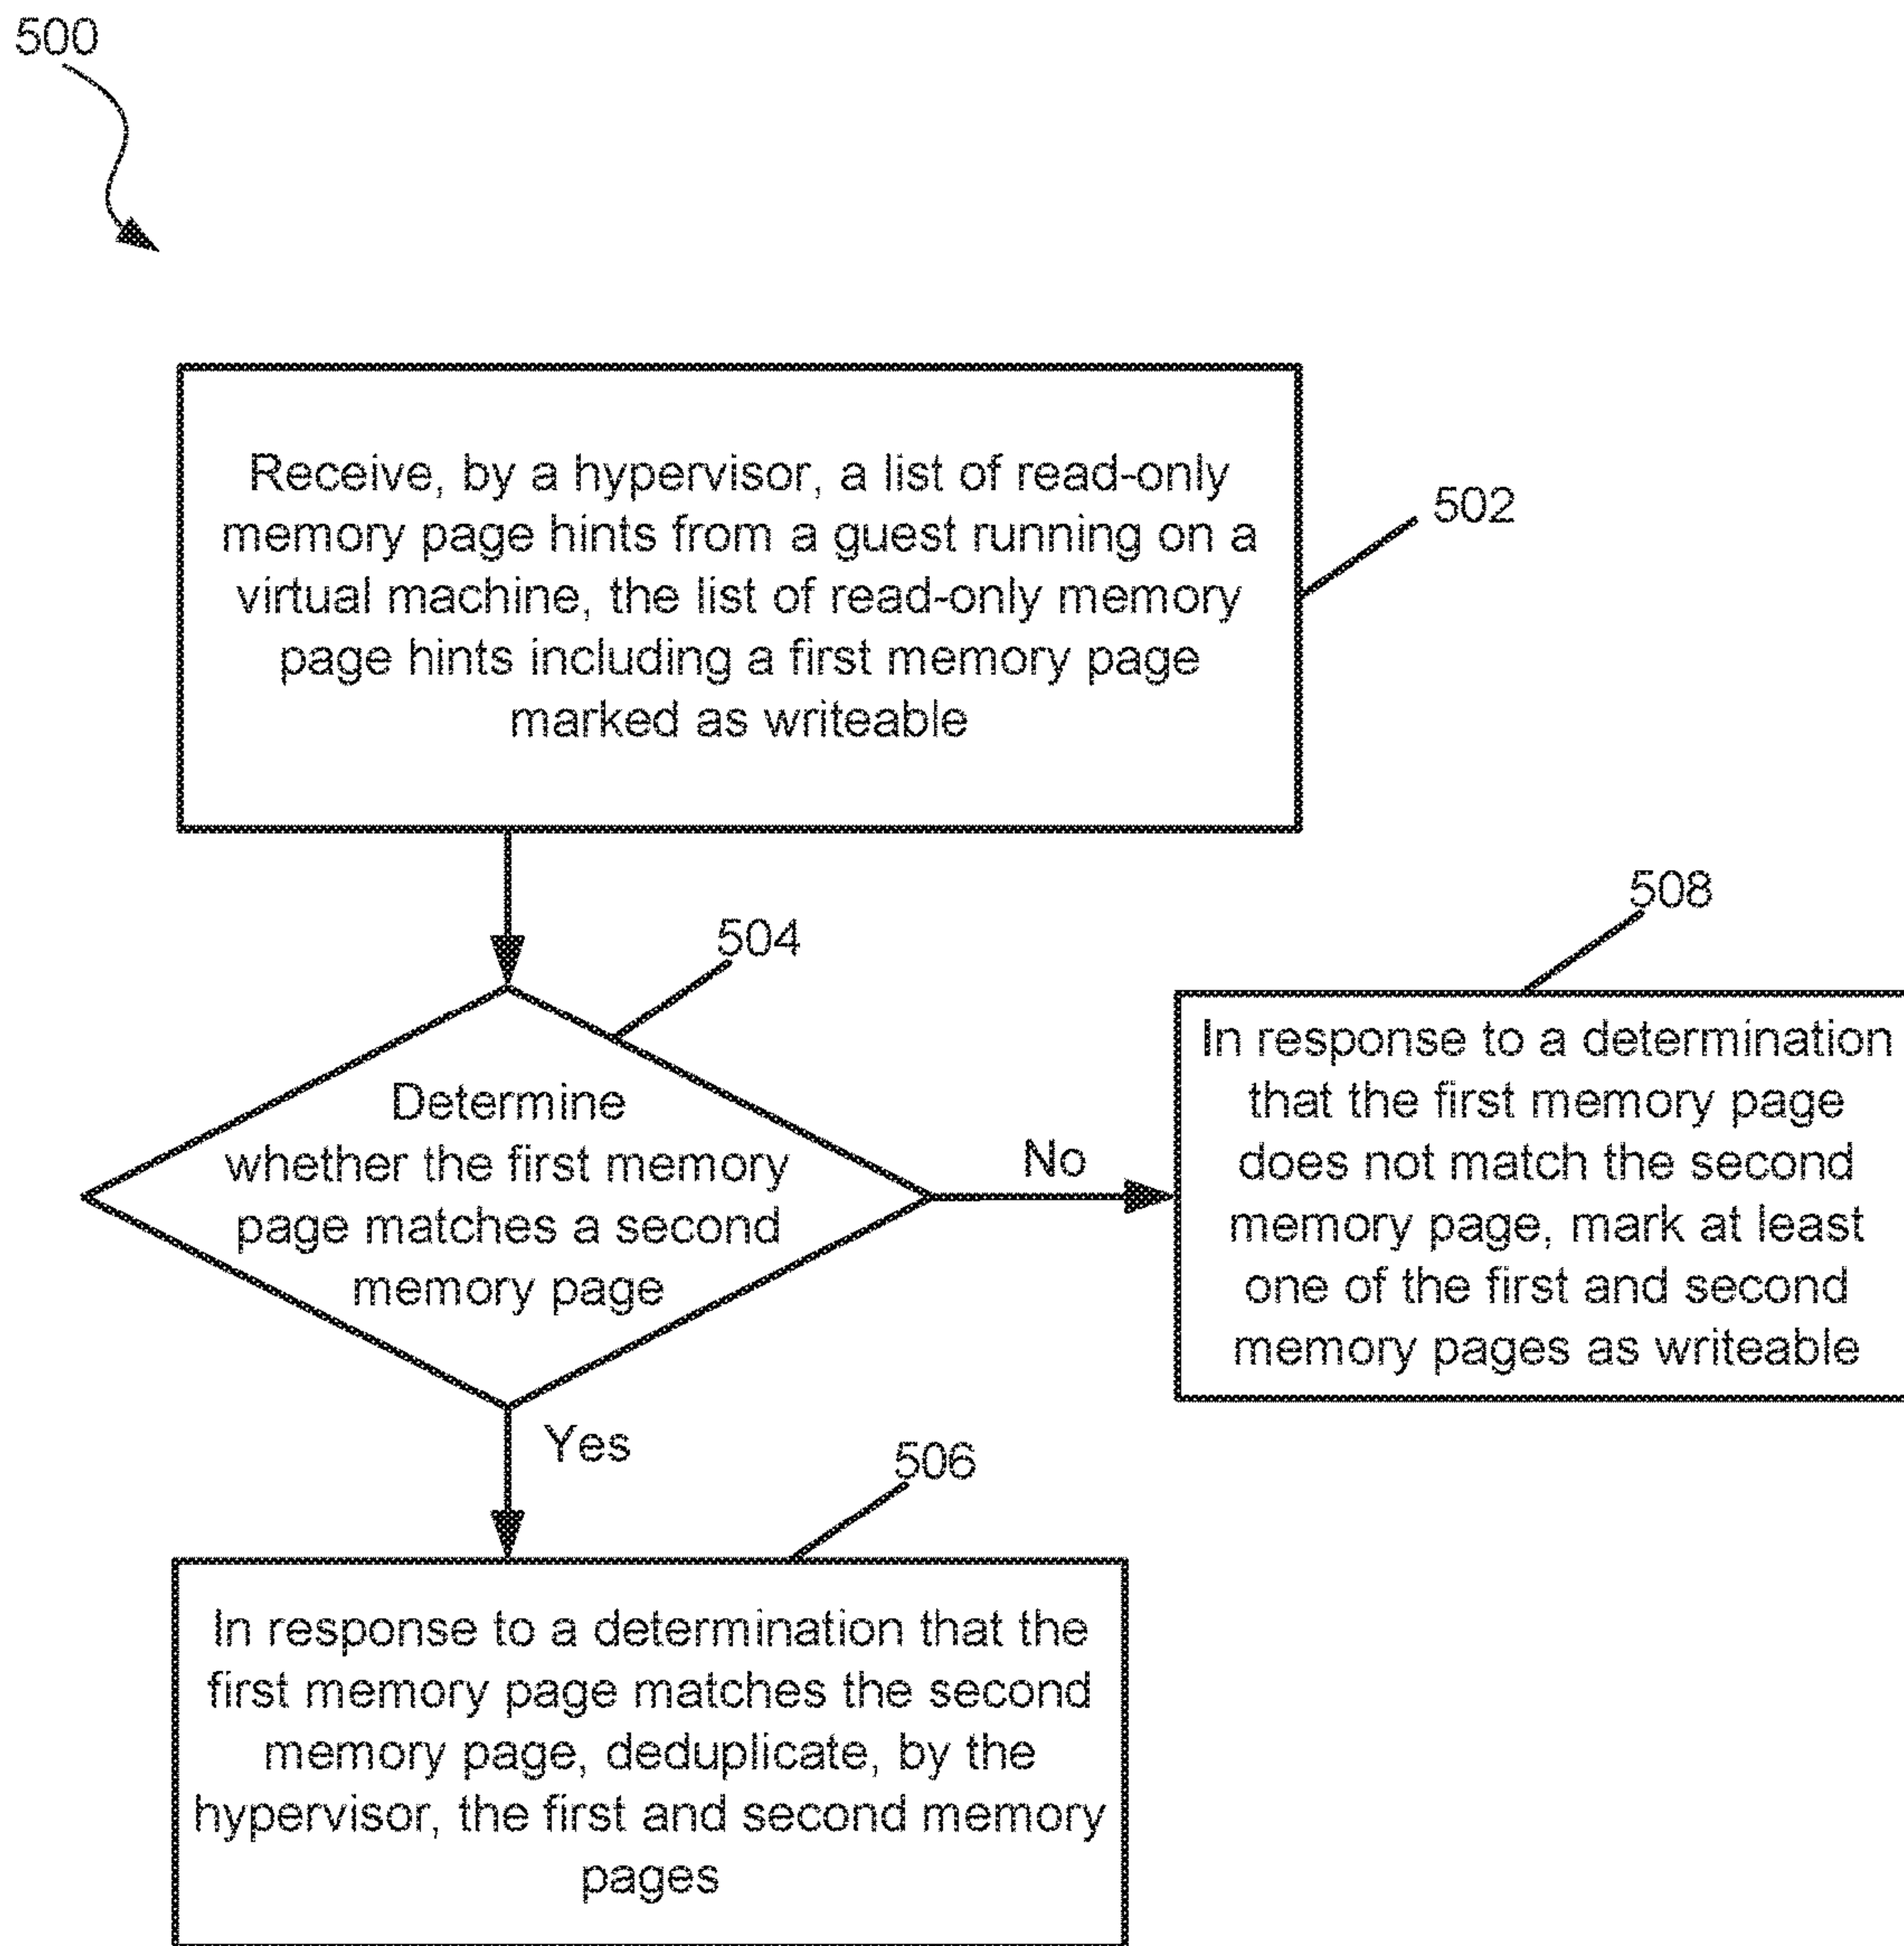 500
Receive, by a hypervisor, a list of read-only
memory page hints from a guest running on a
virtual machine, the list of read-only memory
page hints including a first memory page
marked as writeable
502
504
Determine
whether the first memory
page matches a second
memory page
No
508
In response to a determination
that the first memory page
does not match the second
memory page, mark at least
one of the first and second
memory pages as writeable
Yes
506
In response to a determination that the
first memory page matches the second
memory page, deduplicate, by the
hypervisor, the first and second memory
pages